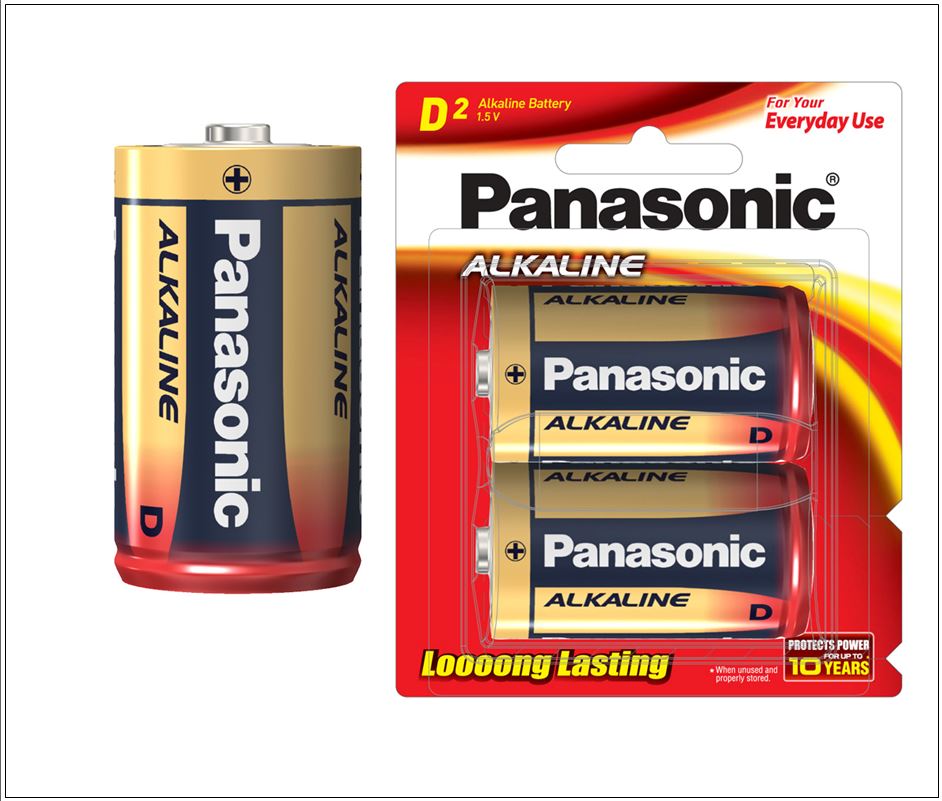 +
ALKALINE
Panasonic
ALKALINE
D
D2 Alkaline Battery
1.5 V
For Your
Everyday Use
Panasonic®
ALKALINE
ALKALINE
+ Panasonic
ALKALINE
D
ALKALINE
+ Panasonic
ALKALINE
D
Loooong Lasting
* When unused and
properly stored.
PROTECTS POWER
FOR UP TO
10 YEARS